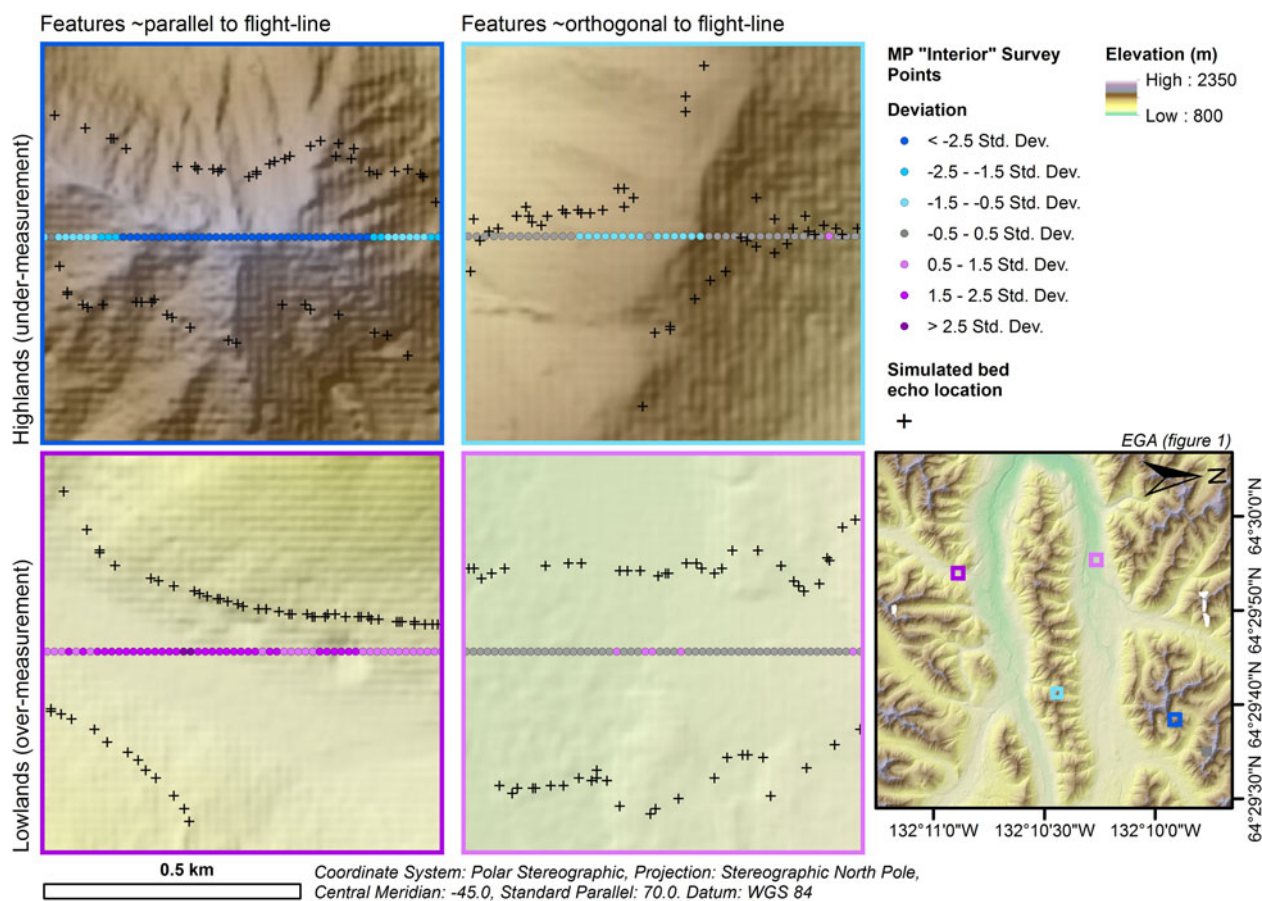 Features ~parallel to flight-line
Features ~orthogonal to flight-line
Highlands (under-measurement)
Lowlands (over-measurement)
MP "Interior" Survey
Points
Deviation
< -2.5 Std. Dev.
-2.5 - -1.5 Std. Dev.
-1.5 - -0.5 Std. Dev.
-0.5 - 0.5 Std. Dev.
0.5 - 1.5 Std. Dev.
1.5 - 2.5 Std. Dev.
> 2.5 Std. Dev.
Simulated bed
echo location
Elevation (m)
High : 2350
Low : 800
EGA (figure 1)
N
64°30'0"N
64°29'50"N
64°29'40"N
64°29'30"N
132°11'0"W
132°10'30"W
132°10'0"W
0.5 km
Coordinate System: Polar Stereographic, Projection: Stereographic North Pole,
Central Meridian: -45.0, Standard Parallel: 70.0. Datum: WGS 84